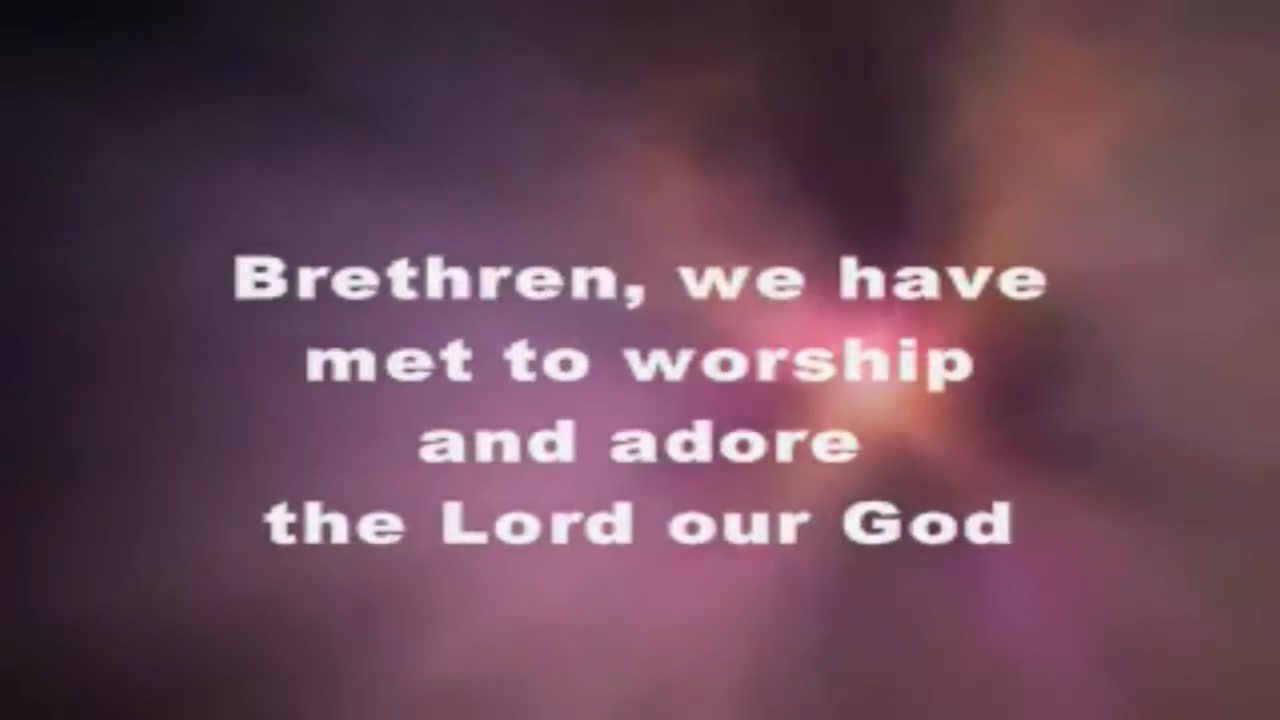 Brethren, we have
met to worship
and adore
the Lord our God